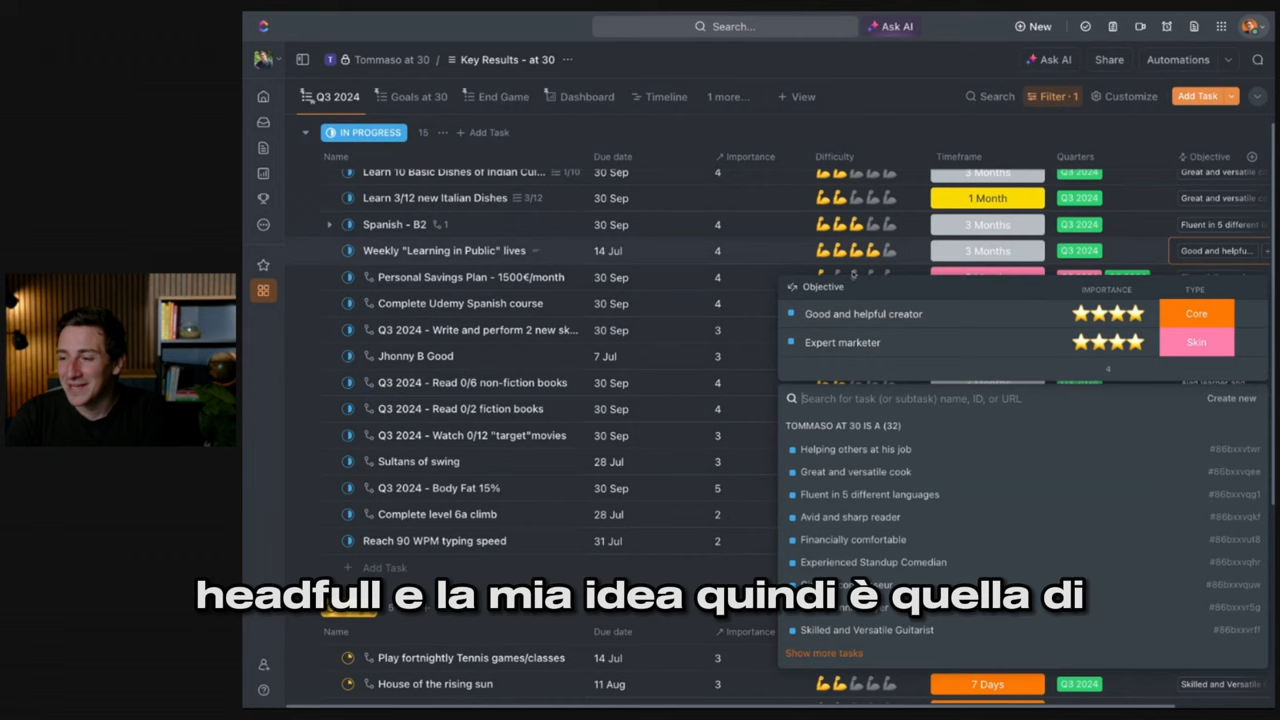 Search...
Ask AI
New
T Tommaso at 30 / Key Results - at 30 ...
Ask AI
Share
Automations
Q3 2024
Goals at 30
End Game
Dashboard
Timeline
1 more...
+ View
Search
Filter · 1
Customize
Add Task
IN PROGRESS 15 ... + Add Task
Name Due date Importance Difficulty Timeframe Quarters Objective
Learn 10 Basic Dishes of Indian Cui... 1/10 30 Sep 4 3 Months Q3 2024 Great and versatile c
Learn 3/12 new Italian Dishes 3/12 30 Sep 4 1 Month Q3 2024 Great and versatile c
Spanish - B2 1 30 Sep 4 3 Months Q3 2024 Fluent in 5 different l
Weekly "Learning in Public" lives 14 Jul 4 3 Months Q3 2024 Good and helpfu...
Personal Savings Plan - 1500€/month 30 Sep 4
Complete Udemy Spanish course 30 Sep 4
Q3 2024 - Write and perform 2 new sk... 30 Sep 3
Jhonny B Good 7 Jul 3
Q3 2024 - Read 0/6 non-fiction books 30 Sep 4
Q3 2024 - Read 0/2 fiction books 30 Sep 4
Q3 2024 - Watch 0/12 "target"movies 30 Sep 3
Sultans of swing 28 Jul 3
Q3 2024 - Body Fat 15% 30 Sep 5
Complete level 6a climb 28 Jul 2
Reach 90 WPM typing speed 31 Jul 2
+ Add Task
Objective IMPORTANCE TYPE
Good and helpful creator Core
Expert marketer Skin
4
Search for task (or subtask) name, ID, or URL Create new
TOMMASO AT 30 IS A (32)
Helping others at his job #86bxxvtwr
Great and versatile cook #86bxxvqee
Fluent in 5 different languages #86bxxvqg1
Avid and sharp reader #86bxxvqkf
Financially comfortable #86bxxvut8
Experienced Standup Comedian #86bxxvqhr
#86bxxvquw
#86bxxvr5g
Skilled and Versatile Guitarist #86bxxvrff
Show more tasks
headfull e la mia idea quindi è quella di
Name Due date Importance
Play fortnightly Tennis games/classes 14 Jul 3
House of the rising sun 11 Aug 3 7 Days Q3 2024 Skilled and Versatile